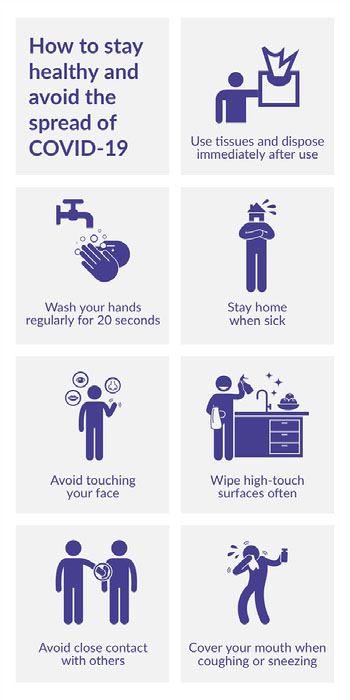 How to stay
healthy and
avoid the
spread of
COVID-19
Use tissues and dispose
immediately after use
Wash your hands
regularly for 20 seconds
Stay home
when sick
Avoid touching
your face
Wipe high-touch
surfaces often
Avoid close contact
with others
Cover your mouth when
coughing or sneezing